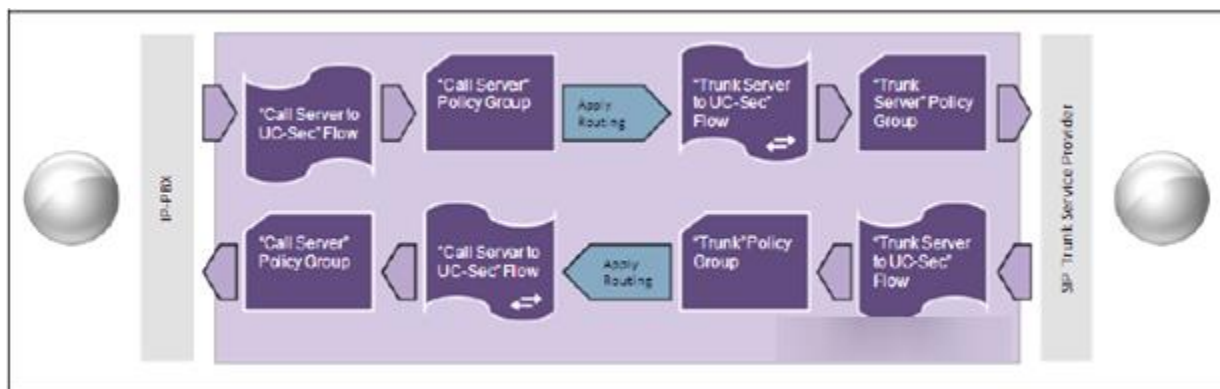 IP-PBX
"Call Server to
UC-Sec" Flow
"Call Server"
Policy Group
Apply
Routing
"Trunk Server
to UC-Sec"
Flow
"Trunk
Server" Policy
Group
SIP Trunk Service Provider
"Call Server"
Policy Group
"Call Server to
UC-Sec" Flow
Apply
Routing
"Trunk"Policy
Group
"Trunk Server
to UC-Sec"
Flow